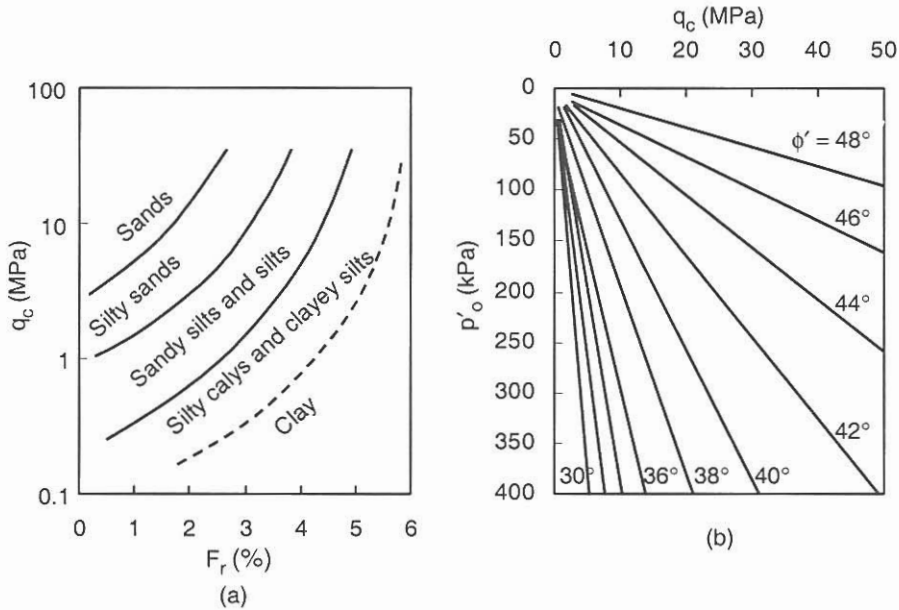 100
10
1
0.1
q_c (MPa)
Sands
Silty sands
Sandy silts and silts
Silty calys and clayey silts
Clay
0 1 2 3 4 5 6
F_r (%)
(a)
q_c (MPa)
0 10 20 30 40 50
0
50
100
150
200
250
300
350
400
p'_o (kPa)
ϕ' = 48°
46°
44°
42°
30° 36° 38° 40°
(b)